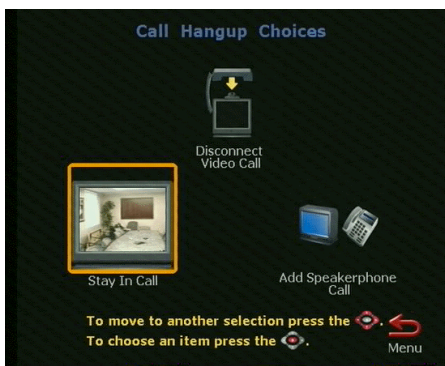 Call Hangup Choices
Disconnect
Video Call
Stay In Call
Add Speakerphone
Call
To move to another selection press the .
To choose an item press the .
Menu